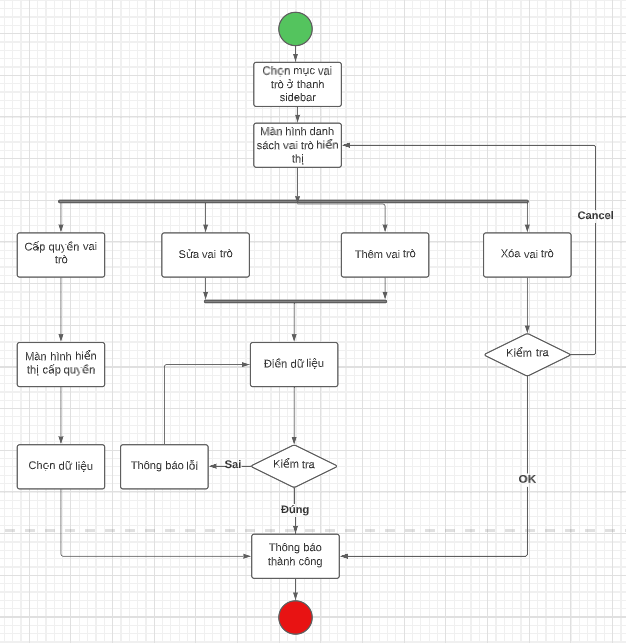 Chọn mục vai
trò ở thanh
sidebar
Màn hình danh
sách vai trò hiển
thị
Cancel
Cấp quyền vai
trò
Sửa vai trò
Thêm vai trò
Xóa vai trò
Màn hình hiển
thị cấp quyền
Điền dữ liệu
Kiểm tra
Chọn dữ liệu
Thông báo lỗi
Sai
Kiểm tra
OK
Đúng
Thông báo
thành công